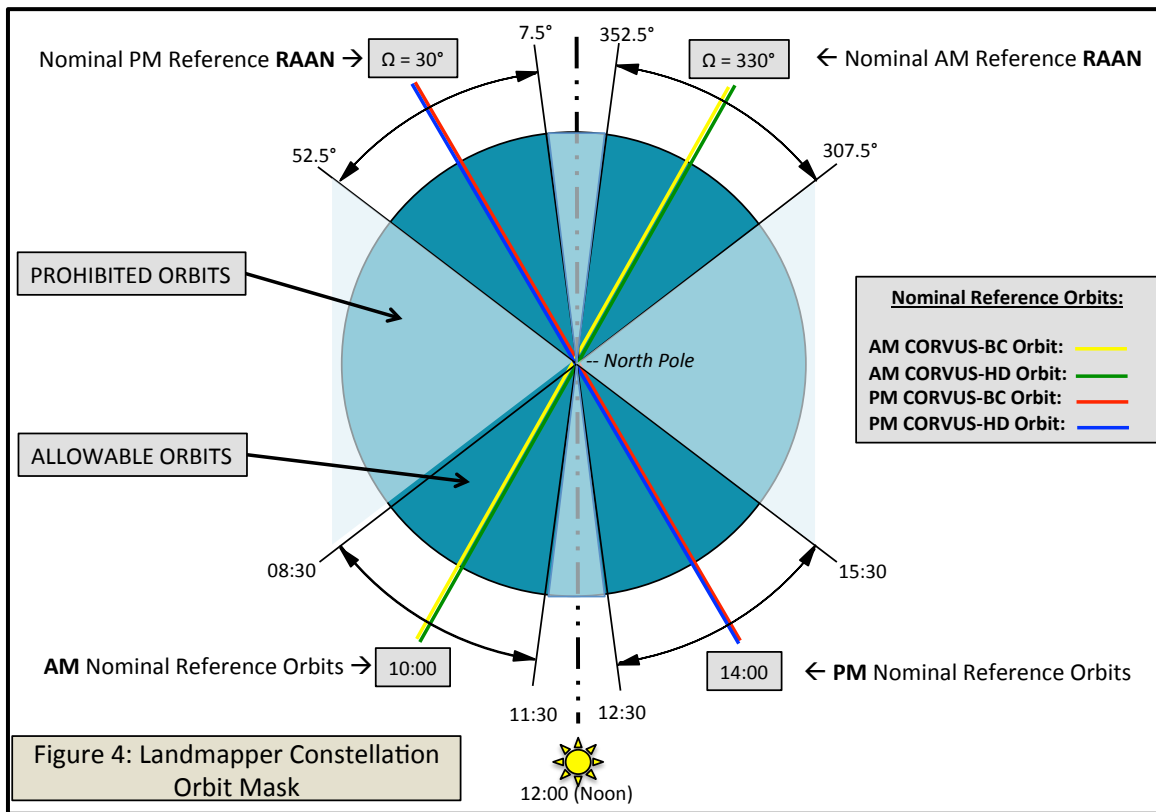 7.5°
352.5°
Nominal PM Reference RAAN →
Ω = 30°
Ω = 330°
← Nominal AM Reference RAAN
52.5°
307.5°
PROHIBITED ORBITS
Nominal Reference Orbits:
AM CORVUS-BC Orbit:
AM CORVUS-HD Orbit:
PM CORVUS-BC Orbit:
PM CORVUS-HD Orbit:
-- North Pole
ALLOWABLE ORBITS
08:30
15:30
AM Nominal Reference Orbits →
10:00
14:00
← PM Nominal Reference Orbits
11:30
12:30
Figure 4: Landmapper Constellation
Orbit Mask
12:00 (Noon)